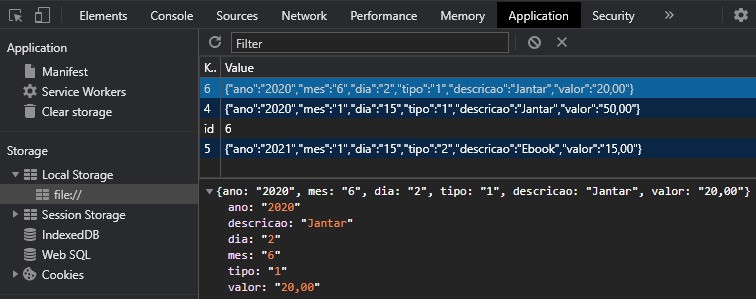 Elements Console Sources Network Performance Memory Application Security »
Application
Manifest
Service Workers
Clear storage
Storage
Local Storage
file://
Session Storage
IndexedDB
Web SQL
Cookies
Filter
K.. Value
6 {"ano":"2020","mes":"6","dia":"2","tipo":"1","descricao":"Jantar","valor":"20,00"}
4 {"ano":"2020","mes":"1","dia":"15","tipo":"1","descricao":"Jantar","valor":"50,00"}
id 6
5 {"ano":"2021","mes":"1","dia":"15","tipo":"2","descricao":"Ebook","valor":"15,00"}
{ano: "2020", mes: "6", dia: "2", tipo: "1", descricao: "Jantar", valor: "20,00"}
ano: "2020"
descricao: "Jantar"
dia: "2"
mes: "6"
tipo: "1"
valor: "20,00"